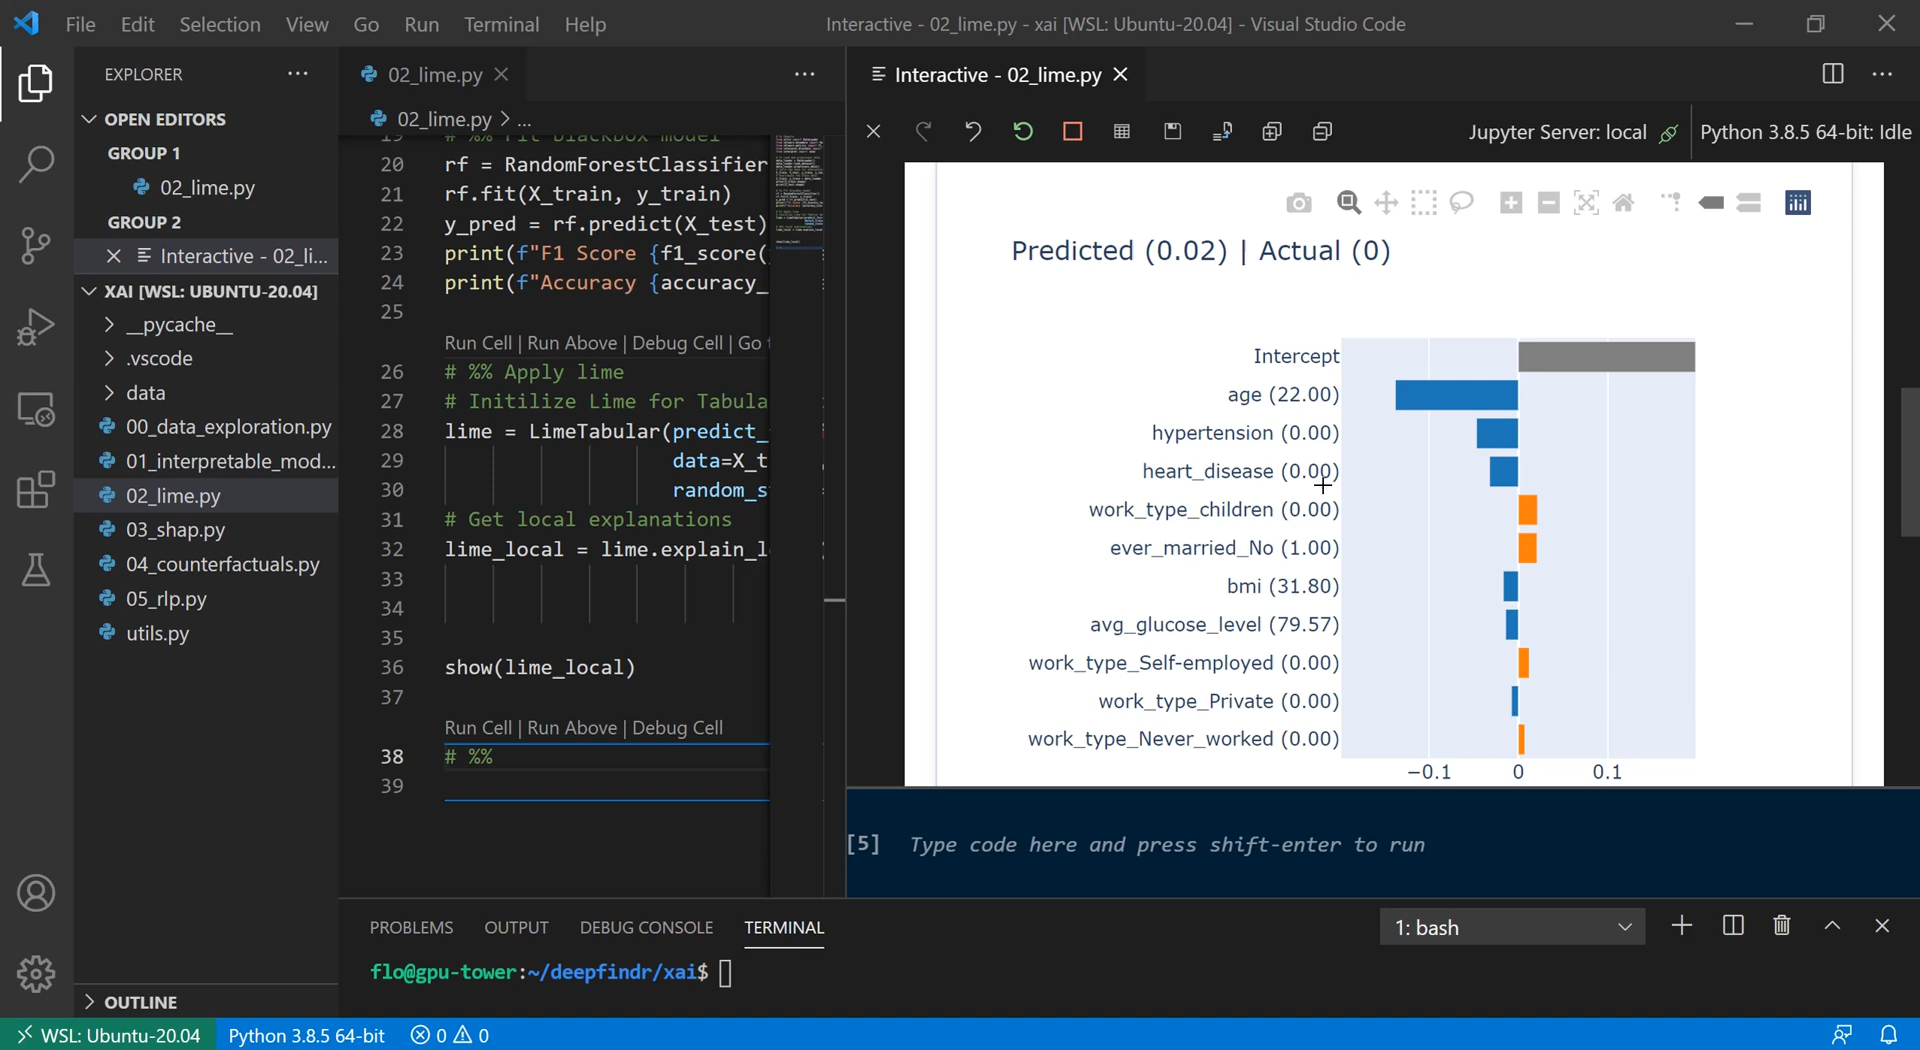 File Edit Selection View Go Run Terminal Help
Interactive - 02_lime.py - xai [WSL: Ubuntu-20.04] - Visual Studio Code
EXPLORER
OPEN EDITORS
GROUP 1
02_lime.py
GROUP 2
Interactive - 02_li...
XAI [WSL: UBUNTU-20.04]
__pycache__
.vscode
data
00_data_exploration.py
01_interpretable_mod...
02_lime.py
03_shap.py
04_counterfactuals.py
05_rlp.py
utils.py
OUTLINE
02_lime.py
02_lime.py > ...
19 # %% Fit blackbox model
20 rf = RandomForestClassifier
21 rf.fit(X_train, y_train)
22 y_pred = rf.predict(X_test)
23 print(f"F1 Score {f1_score(
24 print(f"Accuracy {accuracy_
25
Run Cell | Run Above | Debug Cell | Go
26 # %% Apply lime
27 # Initilize Lime for Tabula
28 lime = LimeTabular(predict_
29 data=X_t
30 random_s
31 # Get local explanations
32 lime_local = lime.explain_l
33
34
35
36 show(lime_local)
37
Run Cell | Run Above | Debug Cell
38 # %%
39
Interactive - 02_lime.py
Jupyter Server: local
Python 3.8.5 64-bit: Idle
Predicted (0.02) | Actual (0)
Intercept
age (22.00)
hypertension (0.00)
heart_disease (0.00)
work_type_children (0.00)
ever_married_No (1.00)
bmi (31.80)
avg_glucose_level (79.57)
work_type_Self-employed (0.00)
work_type_Private (0.00)
work_type_Never_worked (0.00)
−0.1 0 0.1
[5] Type code here and press shift-enter to run
PROBLEMS OUTPUT DEBUG CONSOLE TERMINAL
1: bash
flo@gpu-tower:~/deepfindr/xai$
WSL: Ubuntu-20.04 Python 3.8.5 64-bit 0 0